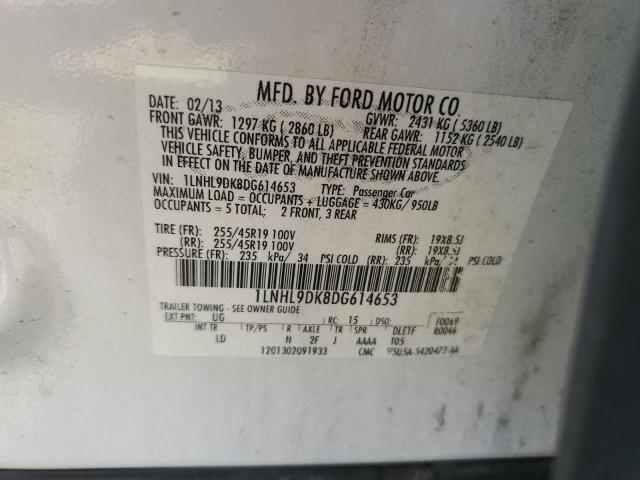 MFD. BY FORD MOTOR CO.
DATE: 02/13 GVWR: 2431 KG ( 5360 LB)
FRONT GAWR: 1297 KG ( 2860 LB) REAR GAWR: 1152 KG ( 2540 LB)
THIS VEHICLE CONFORMS TO ALL APPLICABLE FEDERAL MOTOR
VEHICLE SAFETY, BUMPER, AND THEFT PREVENTION STANDARDS
IN EFFECT ON THE DATE OF MANUFACTURE SHOWN ABOVE.
VIN: 1LNHL9DK8DG614653 TYPE: Passenger Car
MAXIMUM LOAD = OCCUPANTS + LUGGAGE = 430KG/ 950LB
OCCUPANTS = 5 TOTAL; 2 FRONT, 3 REAR
TIRE (FR): 255/45R19 100V RIMS (FR): 19X8.5J
(RR): 255/45R19 100V (RR): 19X8.5J
PRESSURE (FR): 235 kPa/ 34 PSI COLD (RR): 235 kPa/ 34 PSI COLD
1LNHL9DK8DG614653
TRAILER TOWING - SEE OWNER GUIDE
EXT PNT: UG RC: 15 DSO: F0069
INT TR TP/PS R AXLE TR SPR DLETF R0046
LD N 2F J AAAA T05
1201302091933 CMC 5U5A-5420472-AA